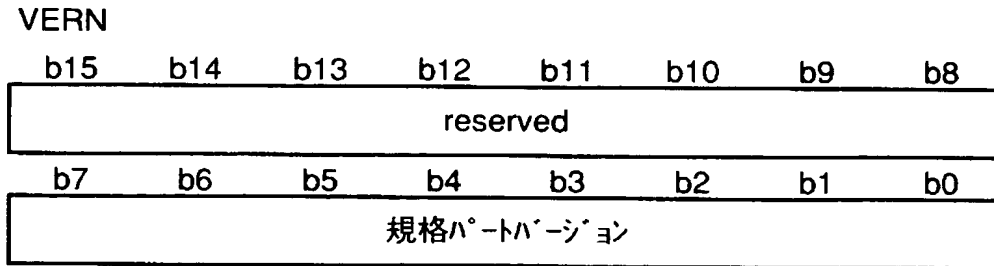 VERN
b15 b14 b13 b12 b11 b10 b9 b8
reserved
b7 b6 b5 b4 b3 b2 b1 b0
規格ﾊﾟｰﾄﾊﾞｰｼﾞｮﾝ